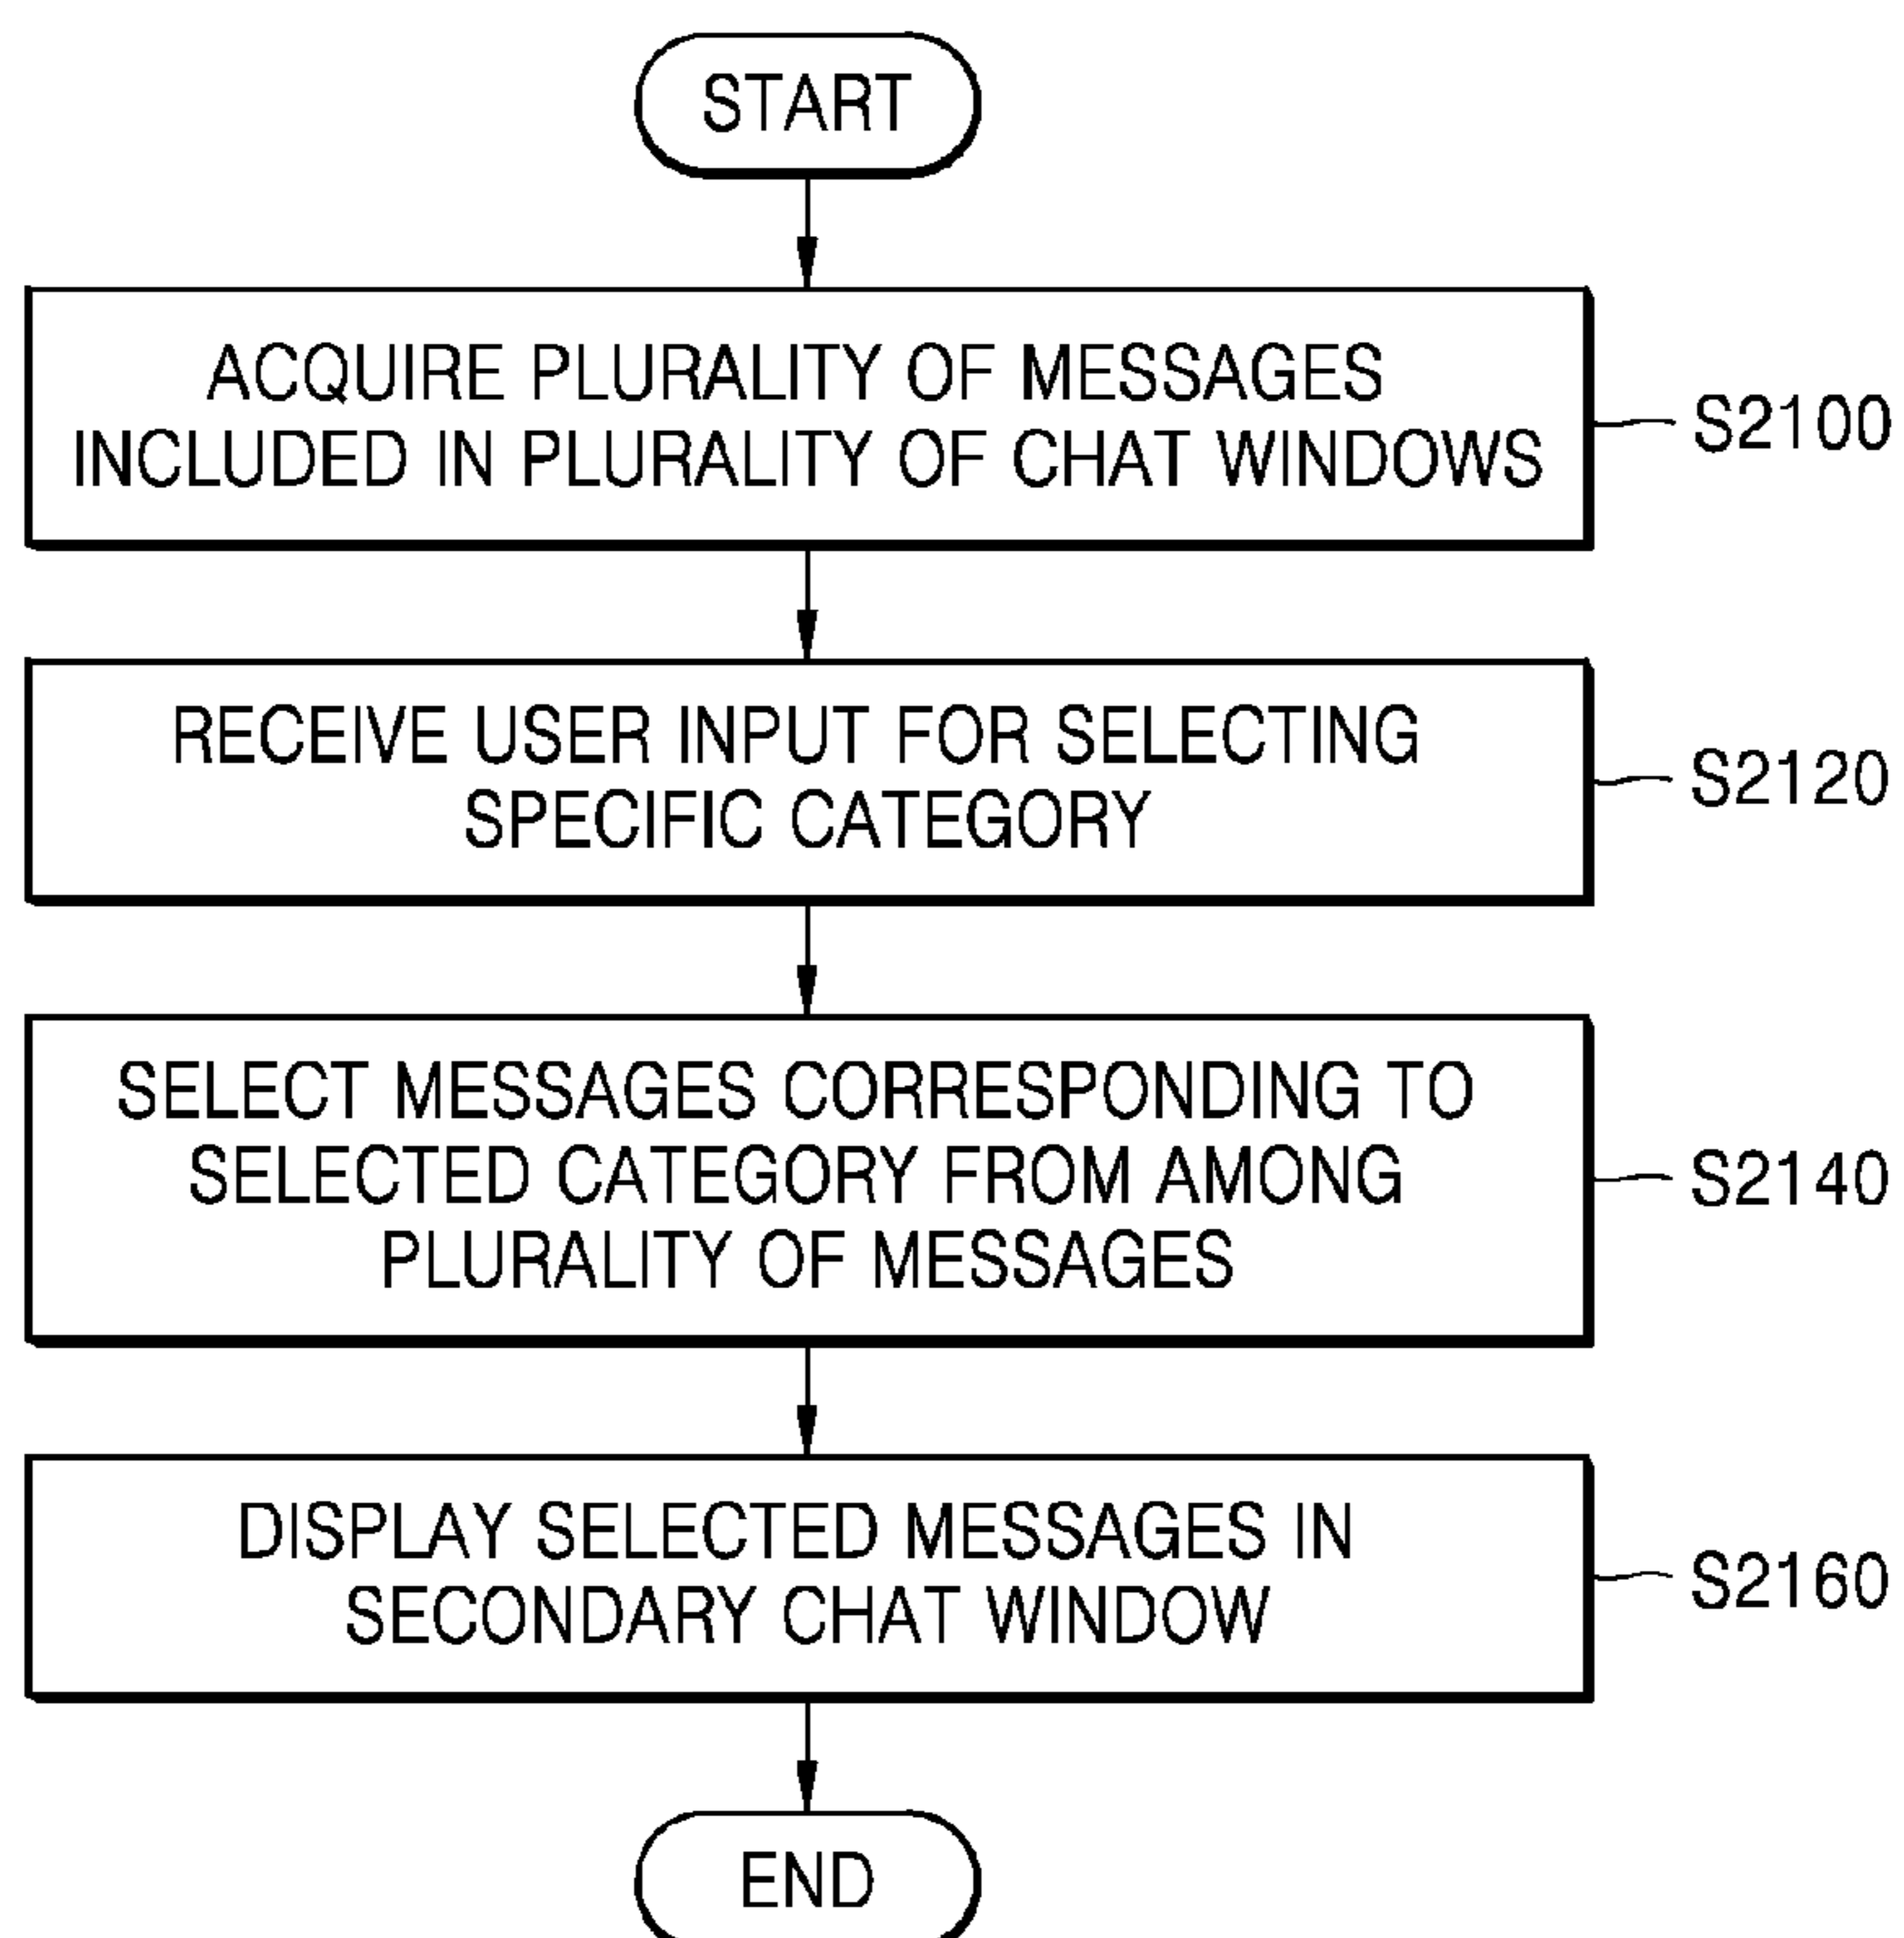 START
ACQUIRE PLURALITY OF MESSAGES
INCLUDED IN PLURALITY OF CHAT WINDOWS
S2100
RECEIVE USER INPUT FOR SELECTING
SPECIFIC CATEGORY
S2120
SELECT MESSAGES CORRESPONDING TO
SELECTED CATEGORY FROM AMONG
PLURALITY OF MESSAGES
S2140
DISPLAY SELECTED MESSAGES IN
SECONDARY CHAT WINDOW
S2160
END